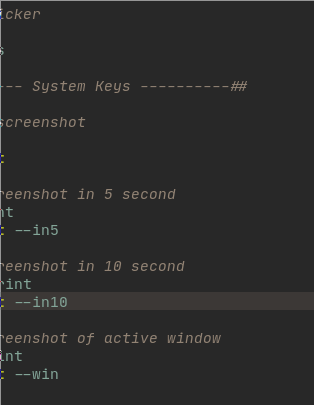 icker
s
--- System Keys ----------##
screenshot
:
reenshot in 5 second
nt
: --in5
reenshot in 10 second
rint
: --in10
reenshot of active window
int
: --win